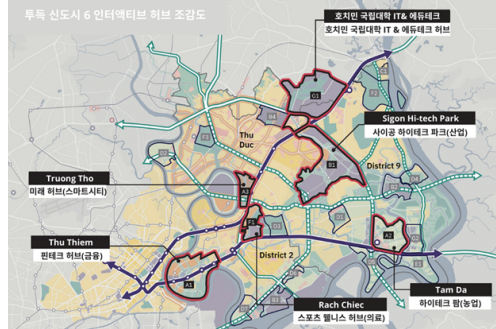 투득 신도시 6 인터액티브 허브 조감도
호치민 국립대학 IT& 에듀테크
호치민 국립대학 IT & 에듀테크 허브
G1
Sigon Hi-tech Park
사이공 하이테크 파크(산업)
Thu
Duc
B1
District 9
Truong Tho
미래 허브(스마트시티)
A3
Thu Thiem
핀테크 허브(금융)
A2
District 2
A1
Tam Da
하이테크 팜(농업)
Rach Chiec
스포츠 웰니스 허브(의료)